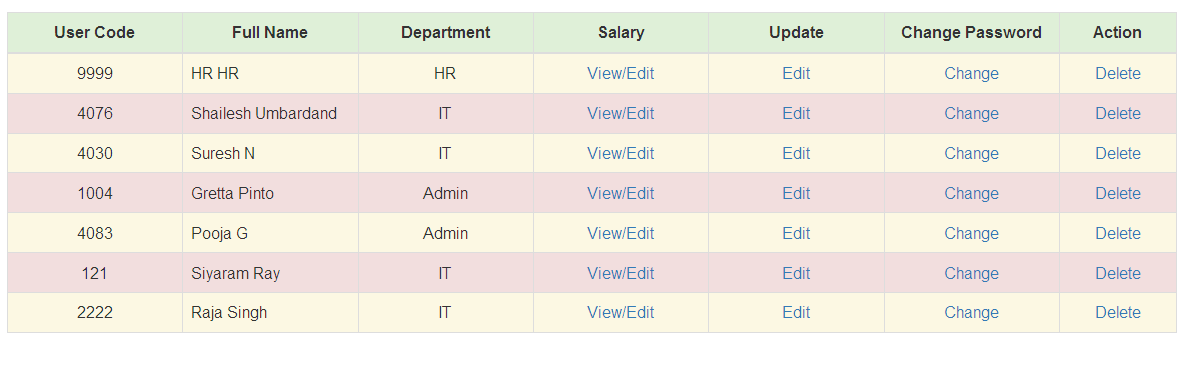 User Code Full Name Department Salary Update Change Password Action
9999 HR HR HR View/Edit Edit Change Delete
4076 Shailesh Umbardand IT View/Edit Edit Change Delete
4030 Suresh N IT View/Edit Edit Change Delete
1004 Gretta Pinto Admin View/Edit Edit Change Delete
4083 Pooja G Admin View/Edit Edit Change Delete
121 Siyaram Ray IT View/Edit Edit Change Delete
2222 Raja Singh IT View/Edit Edit Change Delete